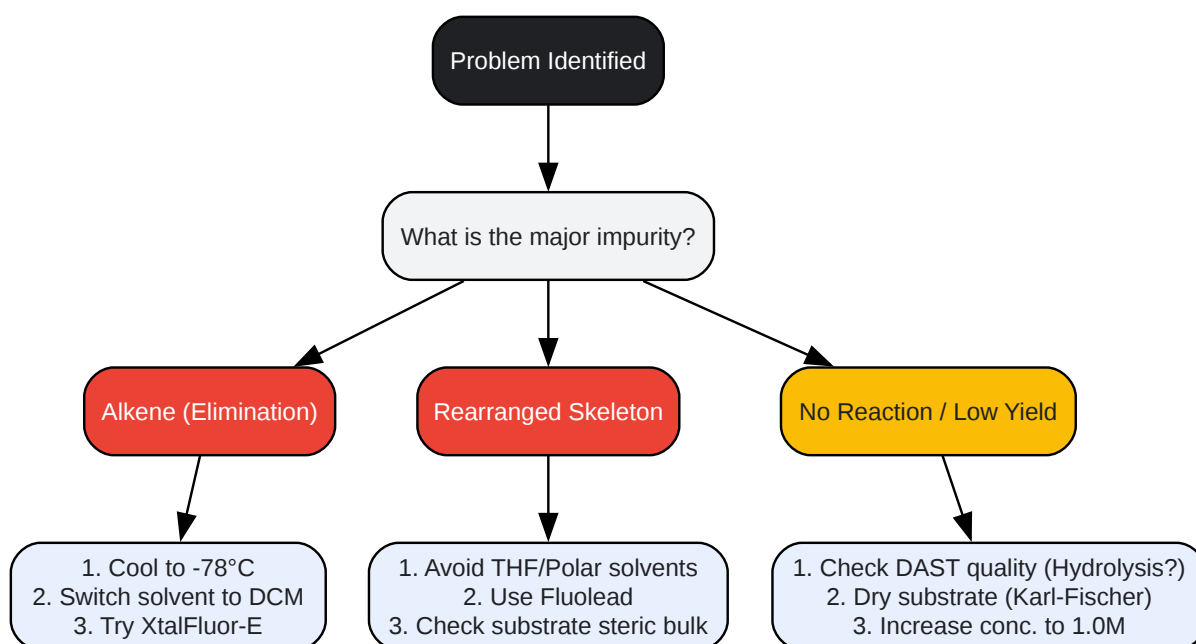 Problem Identified
What is the major impurity?
Alkene (Elimination)
Rearranged Skeleton
No Reaction / Low Yield
1. Cool to -78°C
2. Switch solvent to DCM
3. Try XtalFluor-E
1. Avoid THF/Polar solvents
2. Use Fluolead
3. Check substrate steric bulk
1. Check DAST quality (Hydrolysis?)
2. Dry substrate (Karl-Fischer)
3. Increase conc. to 1.0M